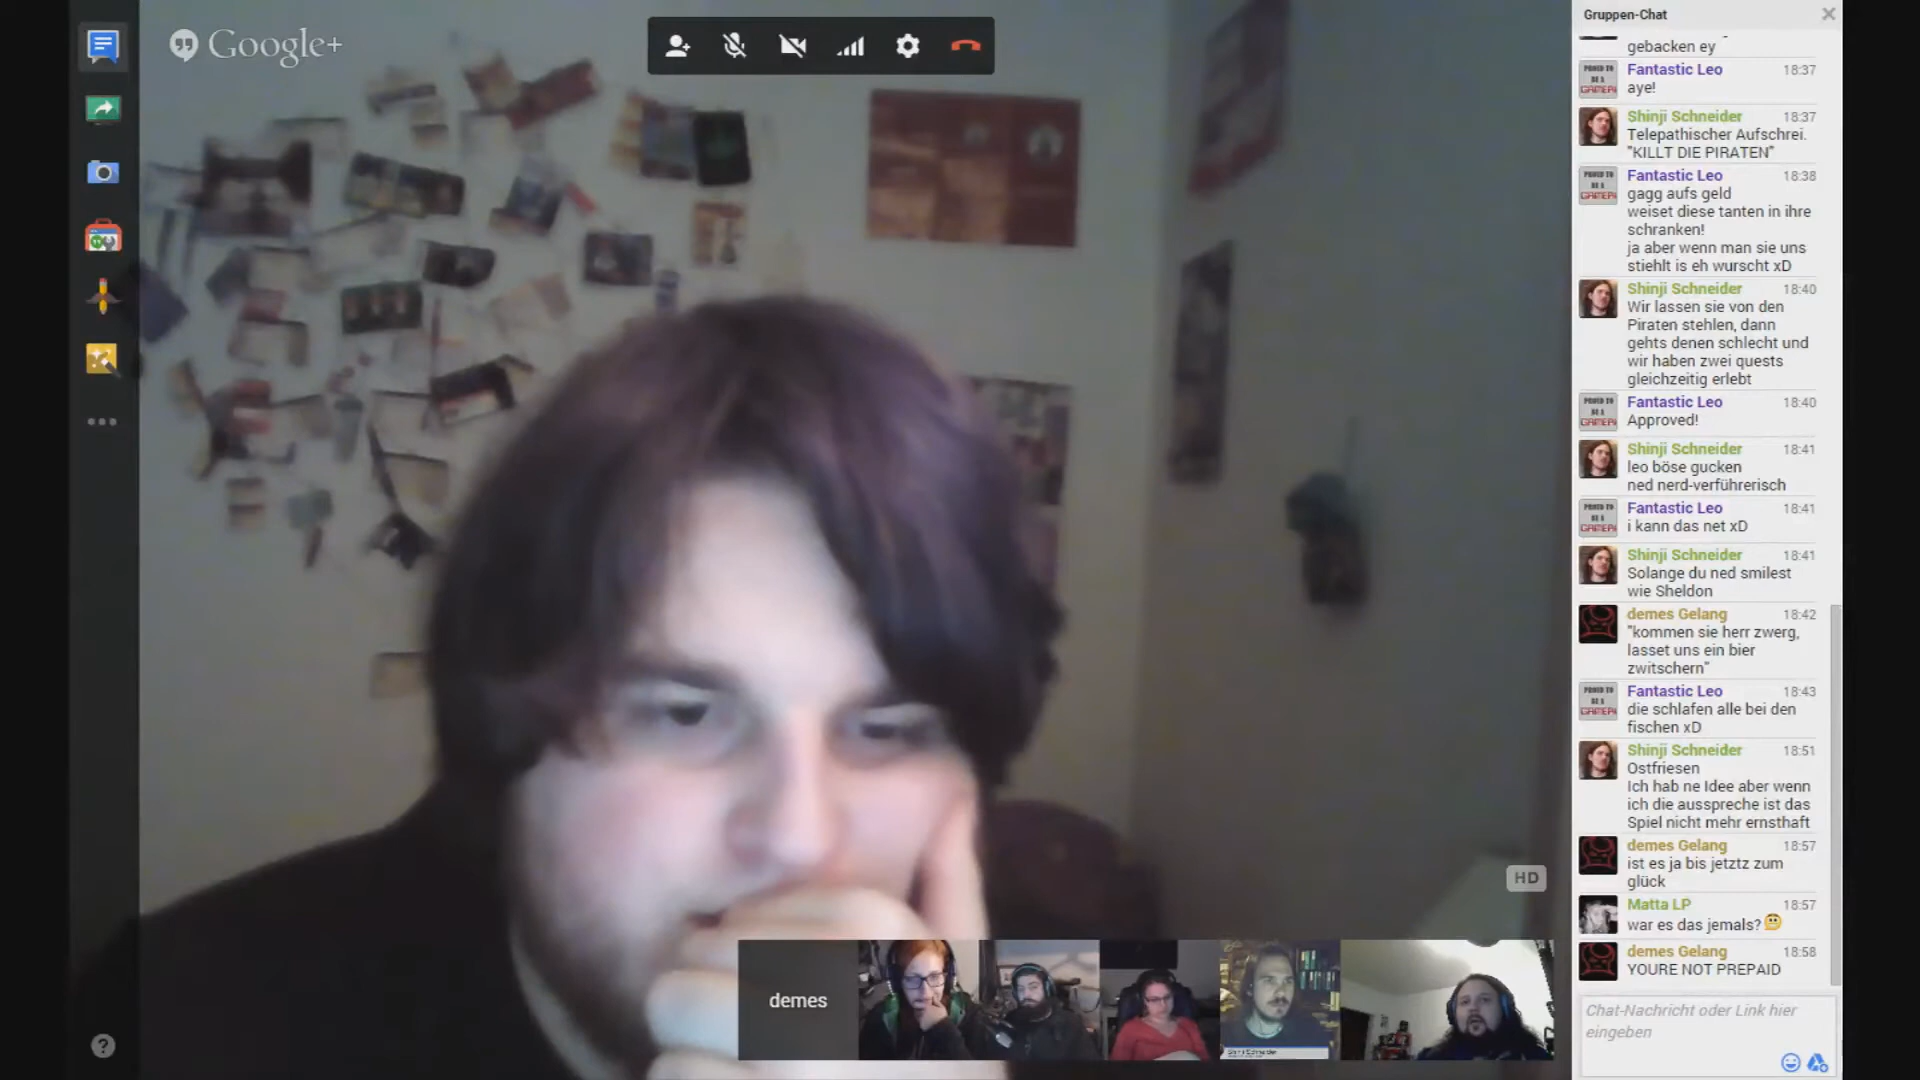 Google+
Gruppen-Chat
gebacken ey
Fantastic Leo 18:37
aye!
Shinji Schneider 18:37
Telepathischer Aufschrei.
"KILLT DIE PIRATEN"
Fantastic Leo 18:38
gagg aufs geld
weiset diese tanten in ihre
schranken!
ja aber wenn man sie uns
stiehlt is eh wurscht xD
Shinji Schneider 18:40
Wir lassen sie von den
Piraten stehlen, dann
gehts denen schlecht und
wir haben zwei quests
gleichzeitig erlebt
Fantastic Leo 18:40
Approved!
Shinji Schneider 18:41
leo böse gucken
ned nerd-verführerisch
Fantastic Leo 18:41
i kann das net xD
Shinji Schneider 18:41
Solange du ned smilest
wie Sheldon
demes Gelang 18:42
"kommen sie herr zwerg,
lasset uns ein bier
zwitschern"
Fantastic Leo 18:43
die schlafen alle bei den
fischen xD
Shinji Schneider 18:51
Ostfriesen
Ich hab ne Idee aber wenn
ich die ausspreche ist das
Spiel nicht mehr ernsthaft
demes Gelang 18:57
ist es ja bis jetztz zum
glück
Matta LP 18:57
war es das jemals?
demes Gelang 18:58
YOURE NOT PREPAID
Chat-Nachricht oder Link hier
eingeben
HD
demes
Shinji Schneider
PROUD TO
BE A
GAMER